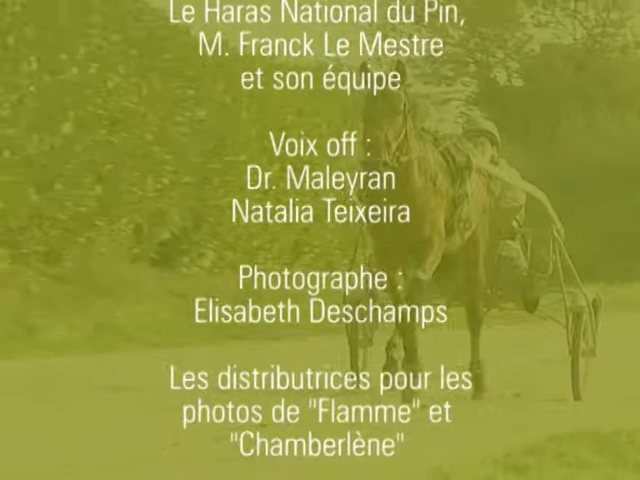 Le Haras National du Pin,
M. Franck Le Mestre
et son équipe
Voix off :
Dr. Maleyran
Natalia Teixeira
Photographe :
Elisabeth Deschamps
Les distributrices pour les
photos de "Flamme" et
"Chamberlène"